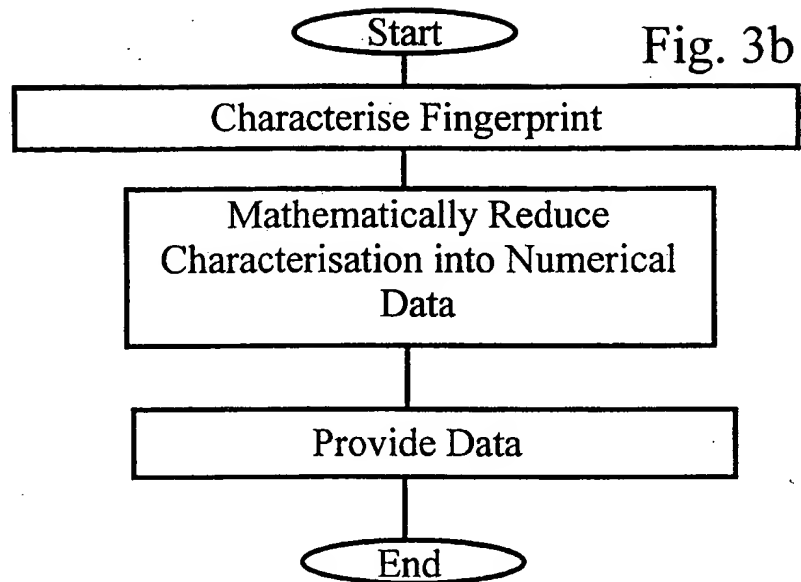 Start
Fig. 3b
Characterise Fingerprint
Mathematically Reduce
Characterisation into Numerical
Data
Provide Data
End